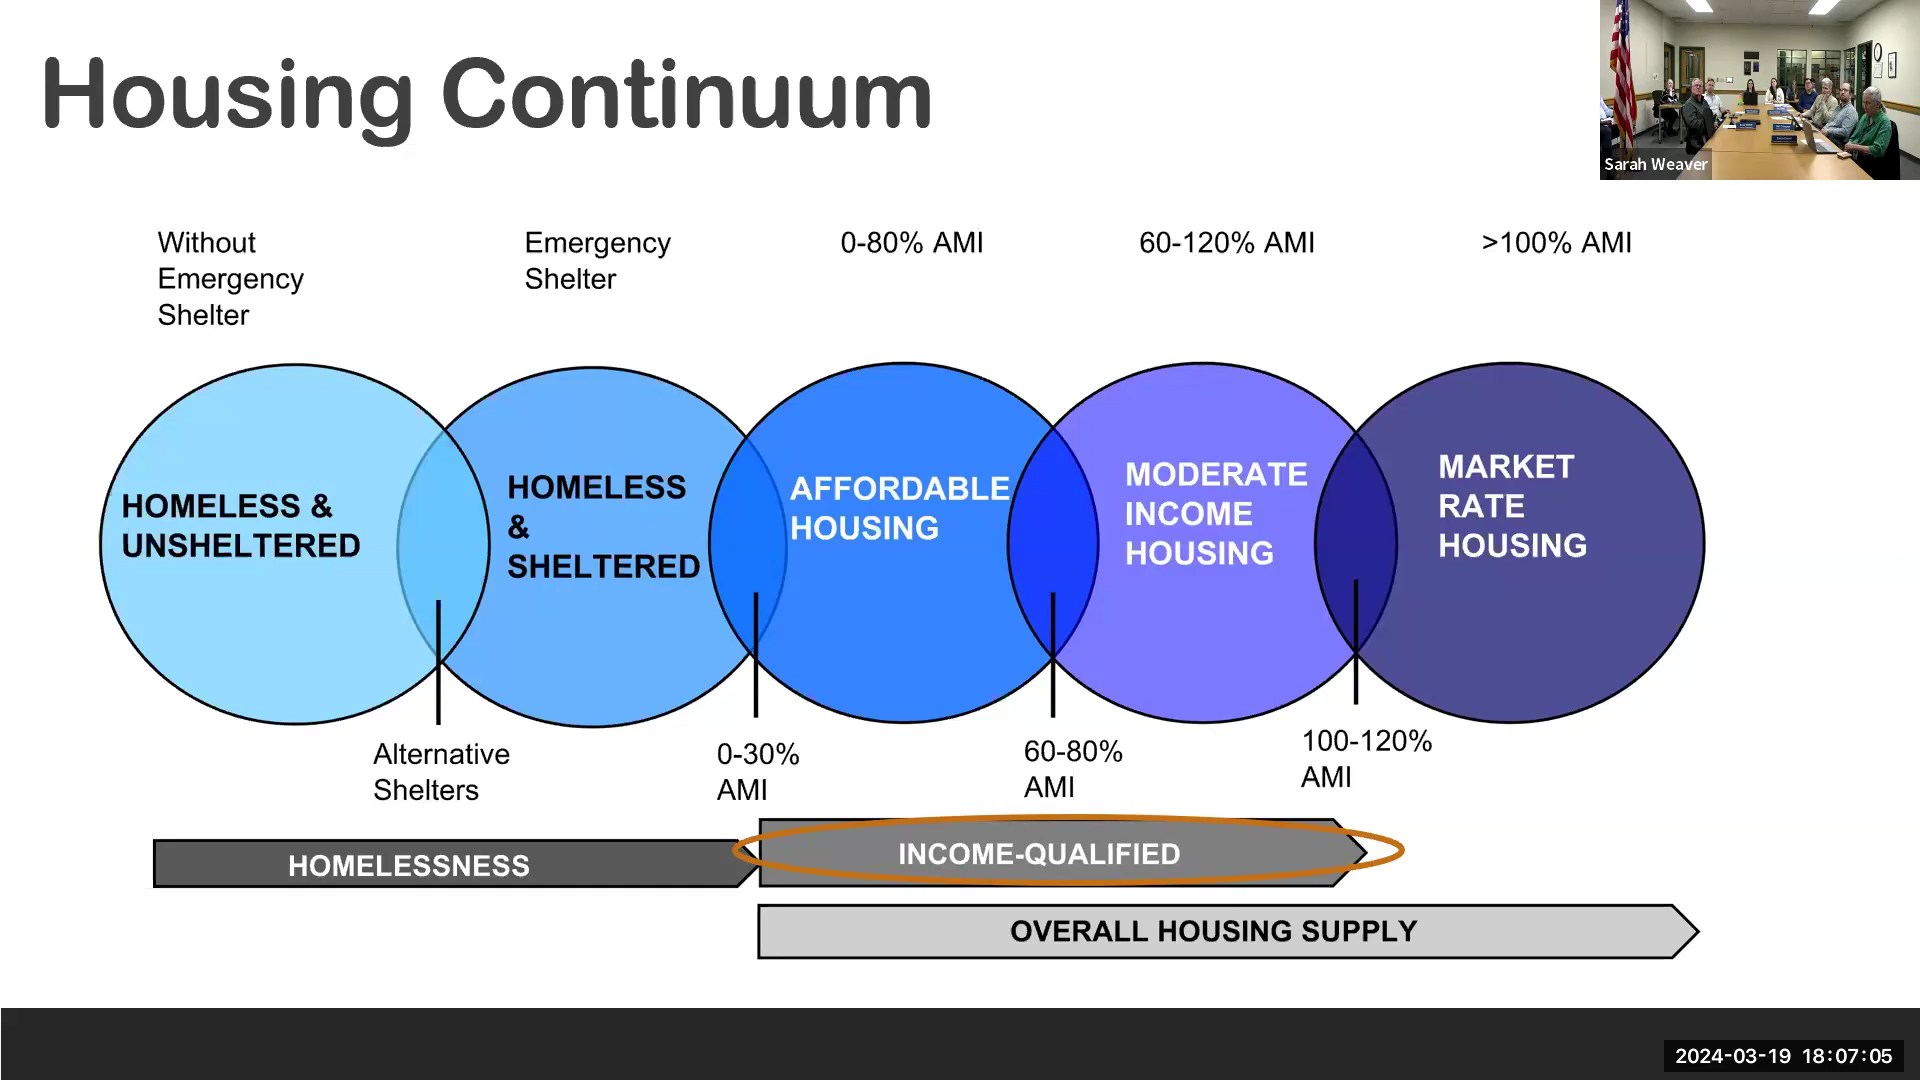 Housing Continuum
Sarah Weaver
Without
Emergency
Shelter
Emergency
Shelter
0-80% AMI
60-120% AMI
>100% AMI
HOMELESS &
UNSHELTERED
HOMELESS
&
SHELTERED
AFFORDABLE
HOUSING
MODERATE
INCOME
HOUSING
MARKET
RATE
HOUSING
Alternative
Shelters
0-30%
AMI
60-80%
AMI
100-120%
AMI
HOMELESSNESS
INCOME-QUALIFIED
OVERALL HOUSING SUPPLY
2024-03-19 18:07:05